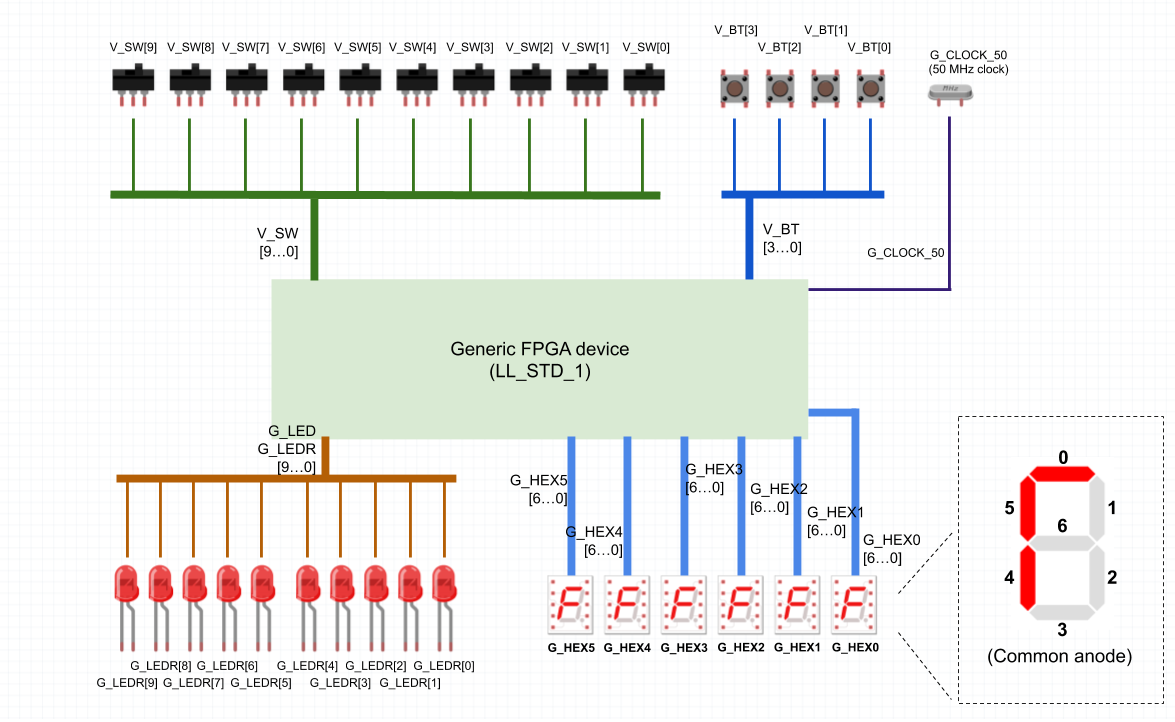 V_SW[9]
V_SW[8]
V_SW[7]
V_SW[6]
V_SW[5]
V_SW[4]
V_SW[3]
V_SW[2]
V_SW[1]
V_SW[0]
V_BT[3]
V_BT[2]
V_BT[1]
V_BT[0]
G_CLOCK_50
(50 MHz clock)
MHz
V_SW
[9...0]
V_BT
[3...0]
G_CLOCK_50
Generic FPGA device
(LL_STD_1)
G_LED
G_LEDR
[9...0]
G_HEX5
[6...0]
G_HEX4
[6...0]
G_HEX3
[6...0]
G_HEX2
[6...0]
G_HEX1
[6...0]
G_HEX0
[6...0]
F
F
F
F
F
F
G_HEX5
G_HEX4
G_HEX3
G_HEX2
G_HEX1
G_HEX0
G_LEDR[9]
G_LEDR[8]
G_LEDR[7]
G_LEDR[6]
G_LEDR[5]
G_LEDR[4]
G_LEDR[3]
G_LEDR[2]
G_LEDR[1]
G_LEDR[0]
0
5
1
6
4
2
3
(Common anode)